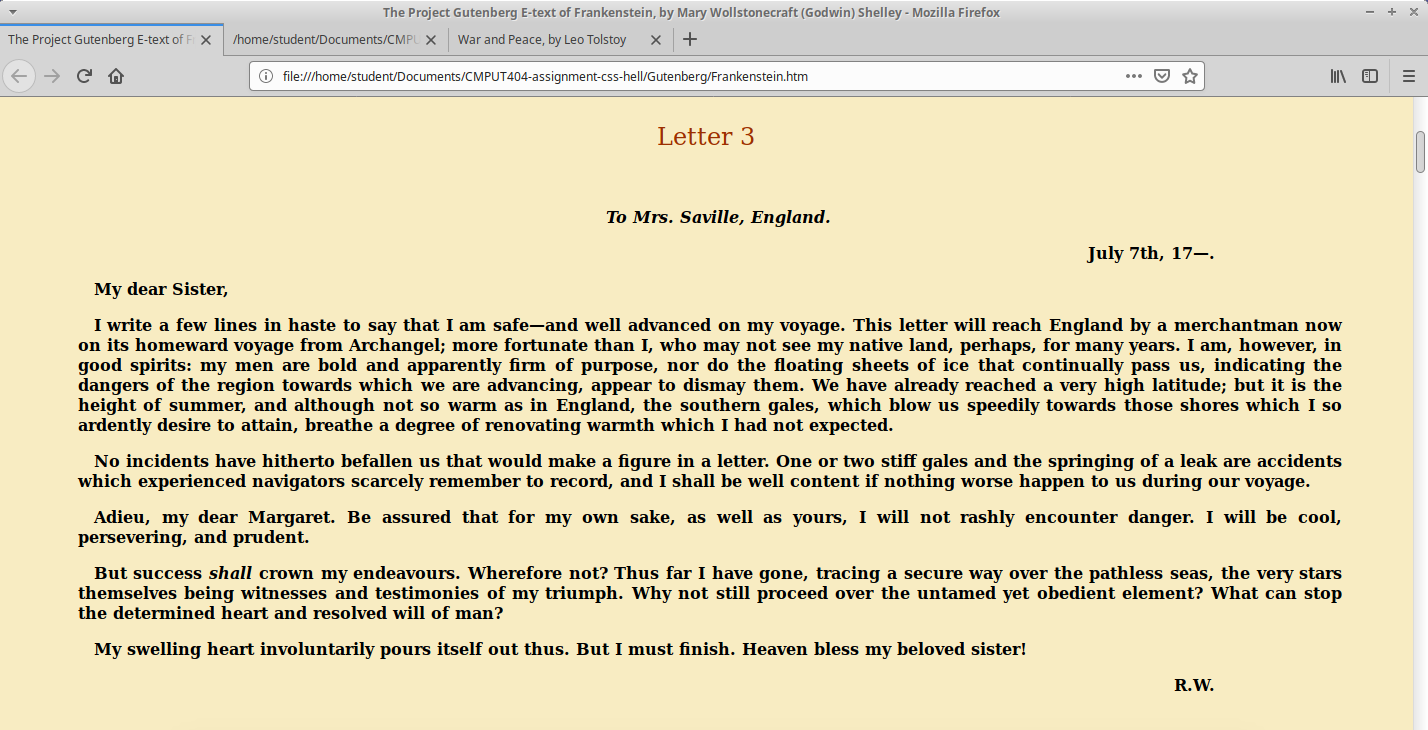 The Project Gutenberg E-text of Frankenstein, by Mary Wollstonecraft (Godwin) Shelley - Mozilla Firefox
The Project Gutenberg E-text of F
/home/student/Documents/CMPU
War and Peace, by Leo Tolstoy
file:///home/student/Documents/CMPUT404-assignment-css-hell/Gutenberg/Frankenstein.htm
Letter 3
To Mrs. Saville, England.
July 7th, 17—.
My dear Sister,
I write a few lines in haste to say that I am safe—and well advanced on my voyage. This letter will reach England by a merchantman now
on its homeward voyage from Archangel; more fortunate than I, who may not see my native land, perhaps, for many years. I am, however, in
good spirits: my men are bold and apparently firm of purpose, nor do the floating sheets of ice that continually pass us, indicating the
dangers of the region towards which we are advancing, appear to dismay them. We have already reached a very high latitude; but it is the
height of summer, and although not so warm as in England, the southern gales, which blow us speedily towards those shores which I so
ardently desire to attain, breathe a degree of renovating warmth which I had not expected.
No incidents have hitherto befallen us that would make a figure in a letter. One or two stiff gales and the springing of a leak are accidents
which experienced navigators scarcely remember to record, and I shall be well content if nothing worse happen to us during our voyage.
Adieu, my dear Margaret. Be assured that for my own sake, as well as yours, I will not rashly encounter danger. I will be cool,
persevering, and prudent.
But success shall crown my endeavours. Wherefore not? Thus far I have gone, tracing a secure way over the pathless seas, the very stars
themselves being witnesses and testimonies of my triumph. Why not still proceed over the untamed yet obedient element? What can stop
the determined heart and resolved will of man?
My swelling heart involuntarily pours itself out thus. But I must finish. Heaven bless my beloved sister!
R.W.